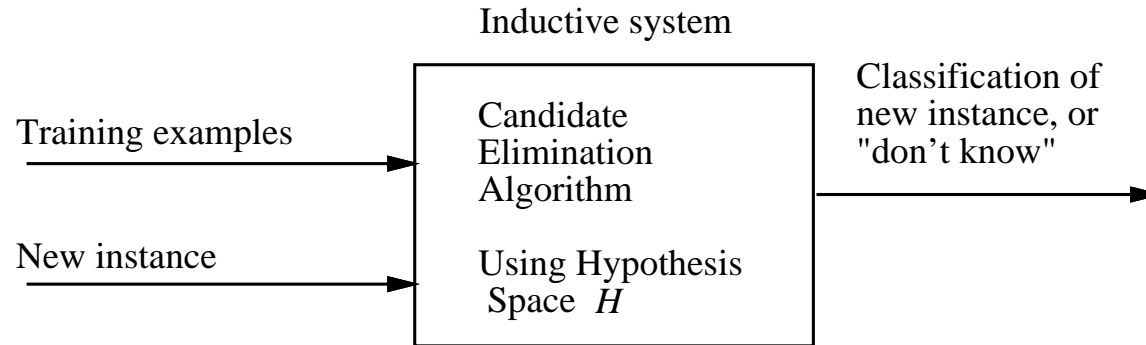 Inductive system
Training examples
New instance
Candidate
Elimination
Algorithm
Using Hypothesis
Space H
Classification of
new instance, or
"don't know"